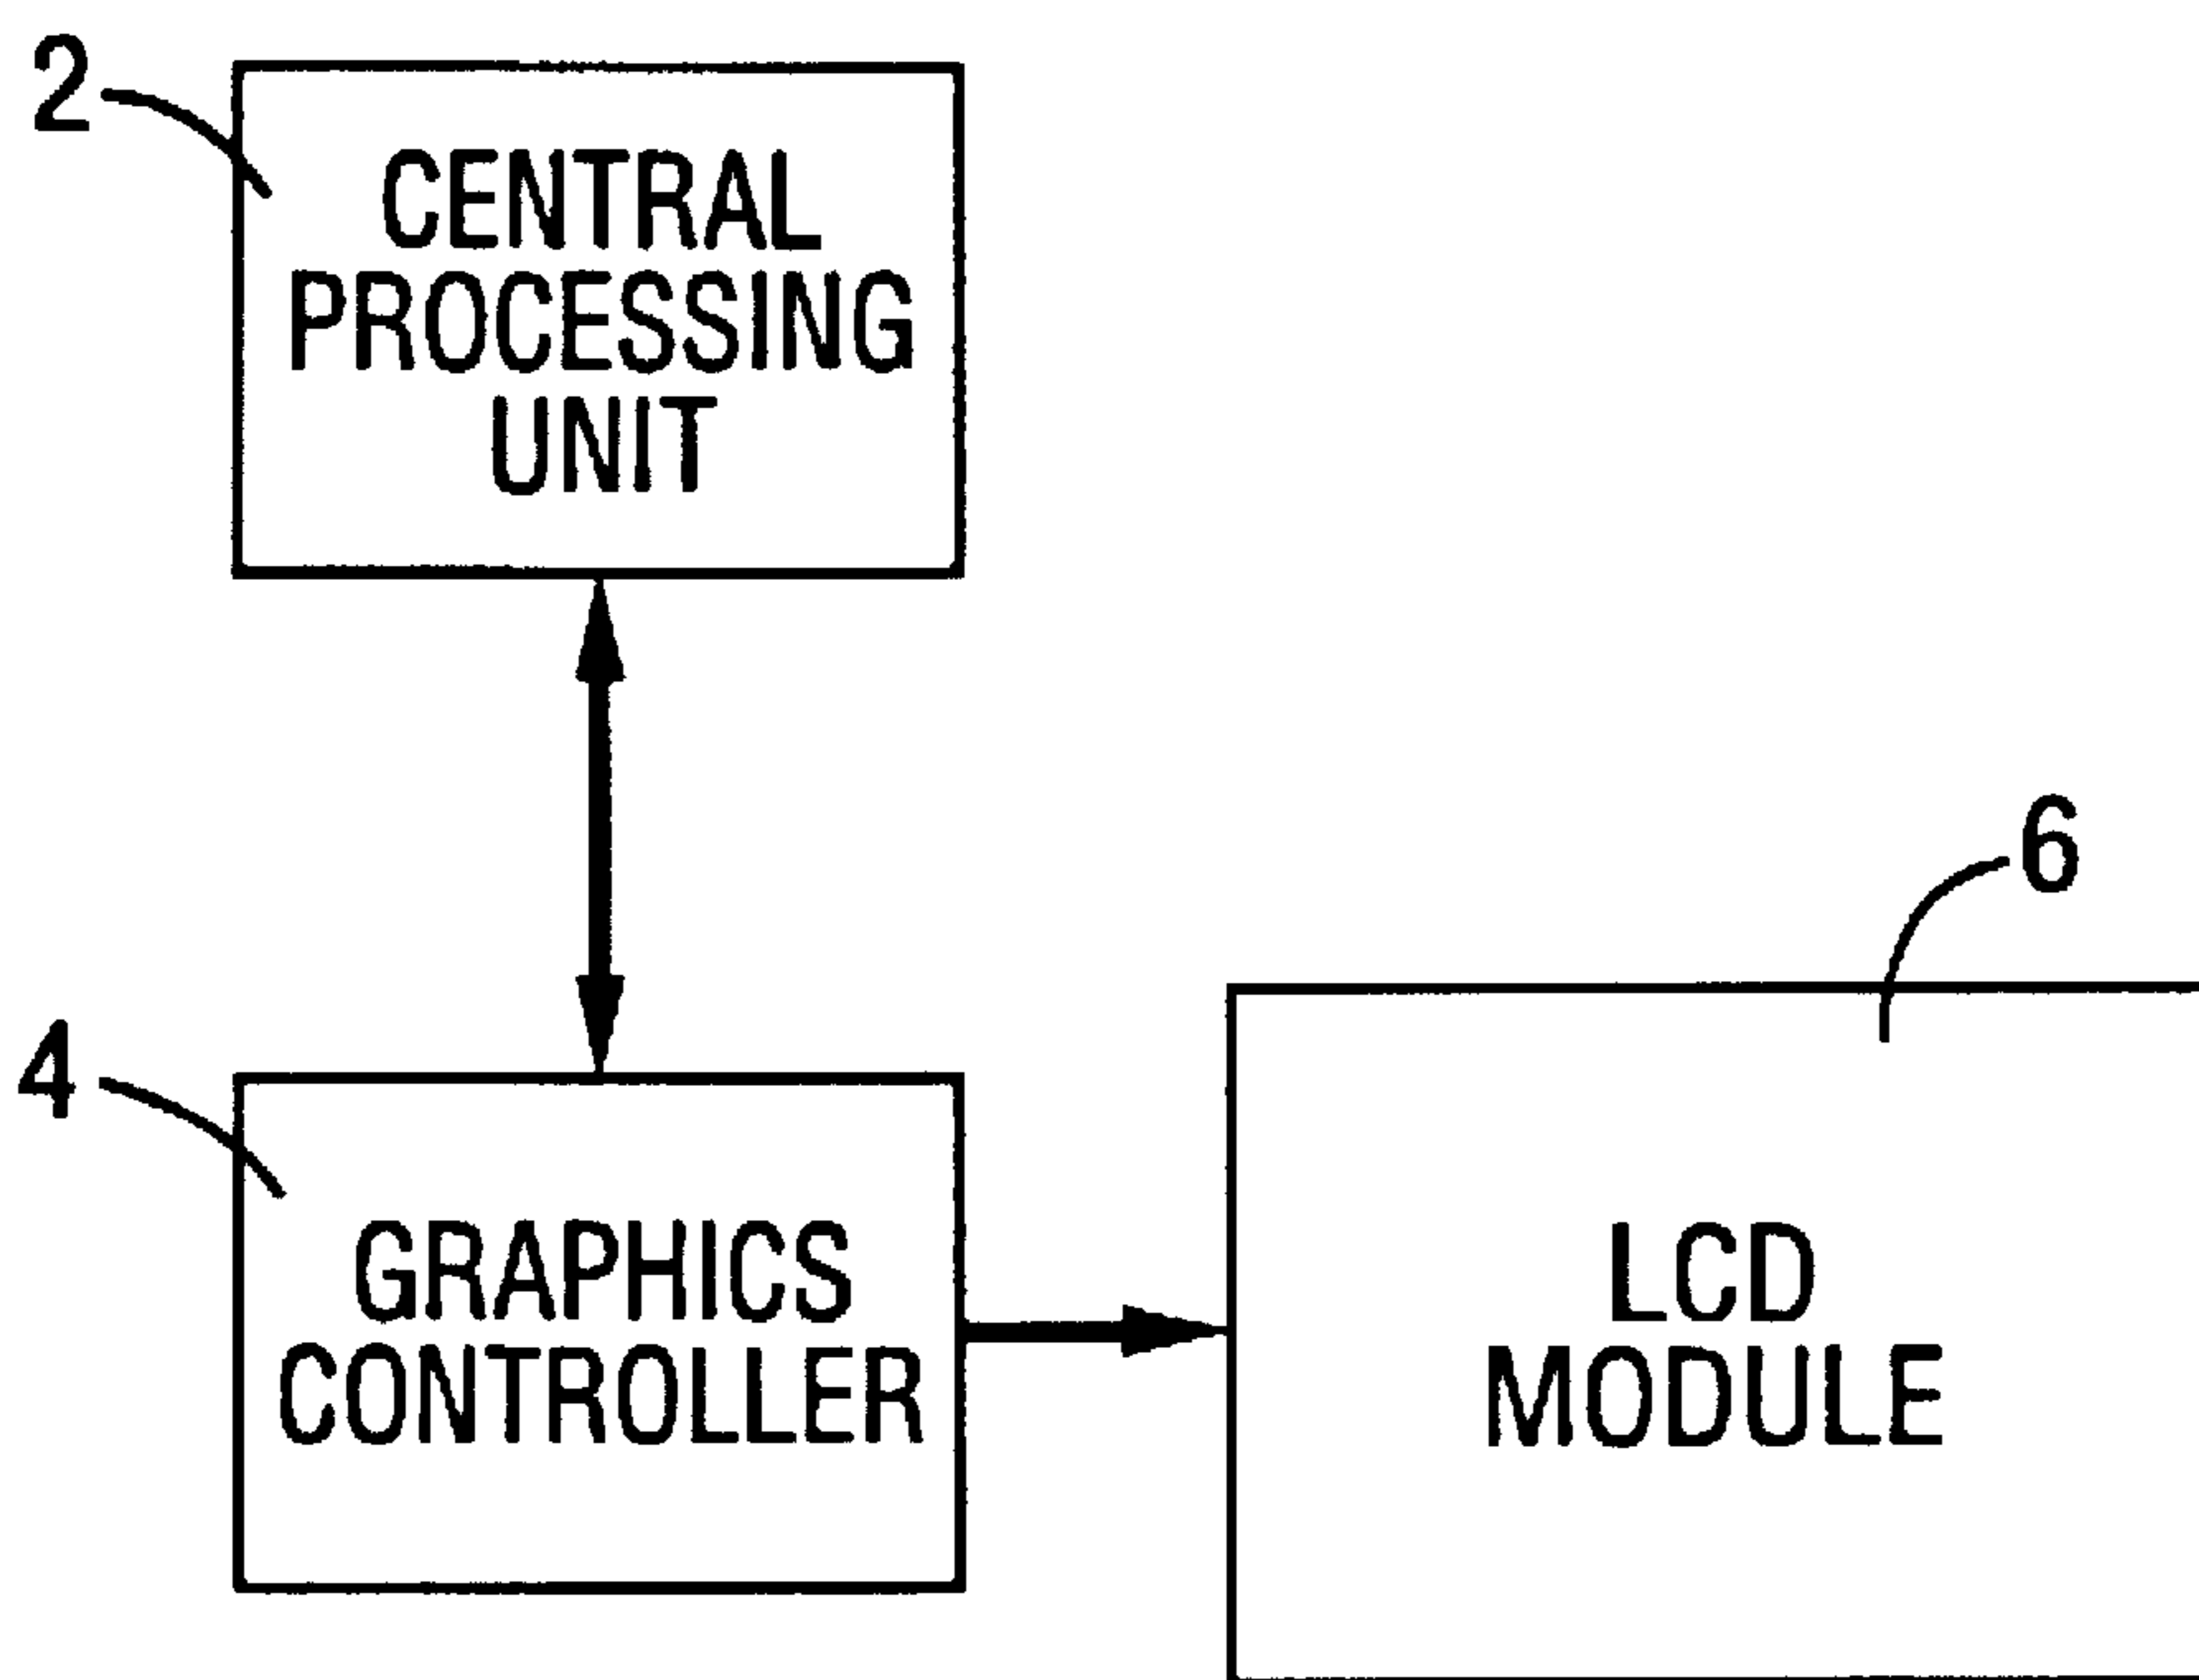 2
CENTRAL
PROCESSING
UNIT
6
4
GRAPHICS
CONTROLLER
LCD
MODULE